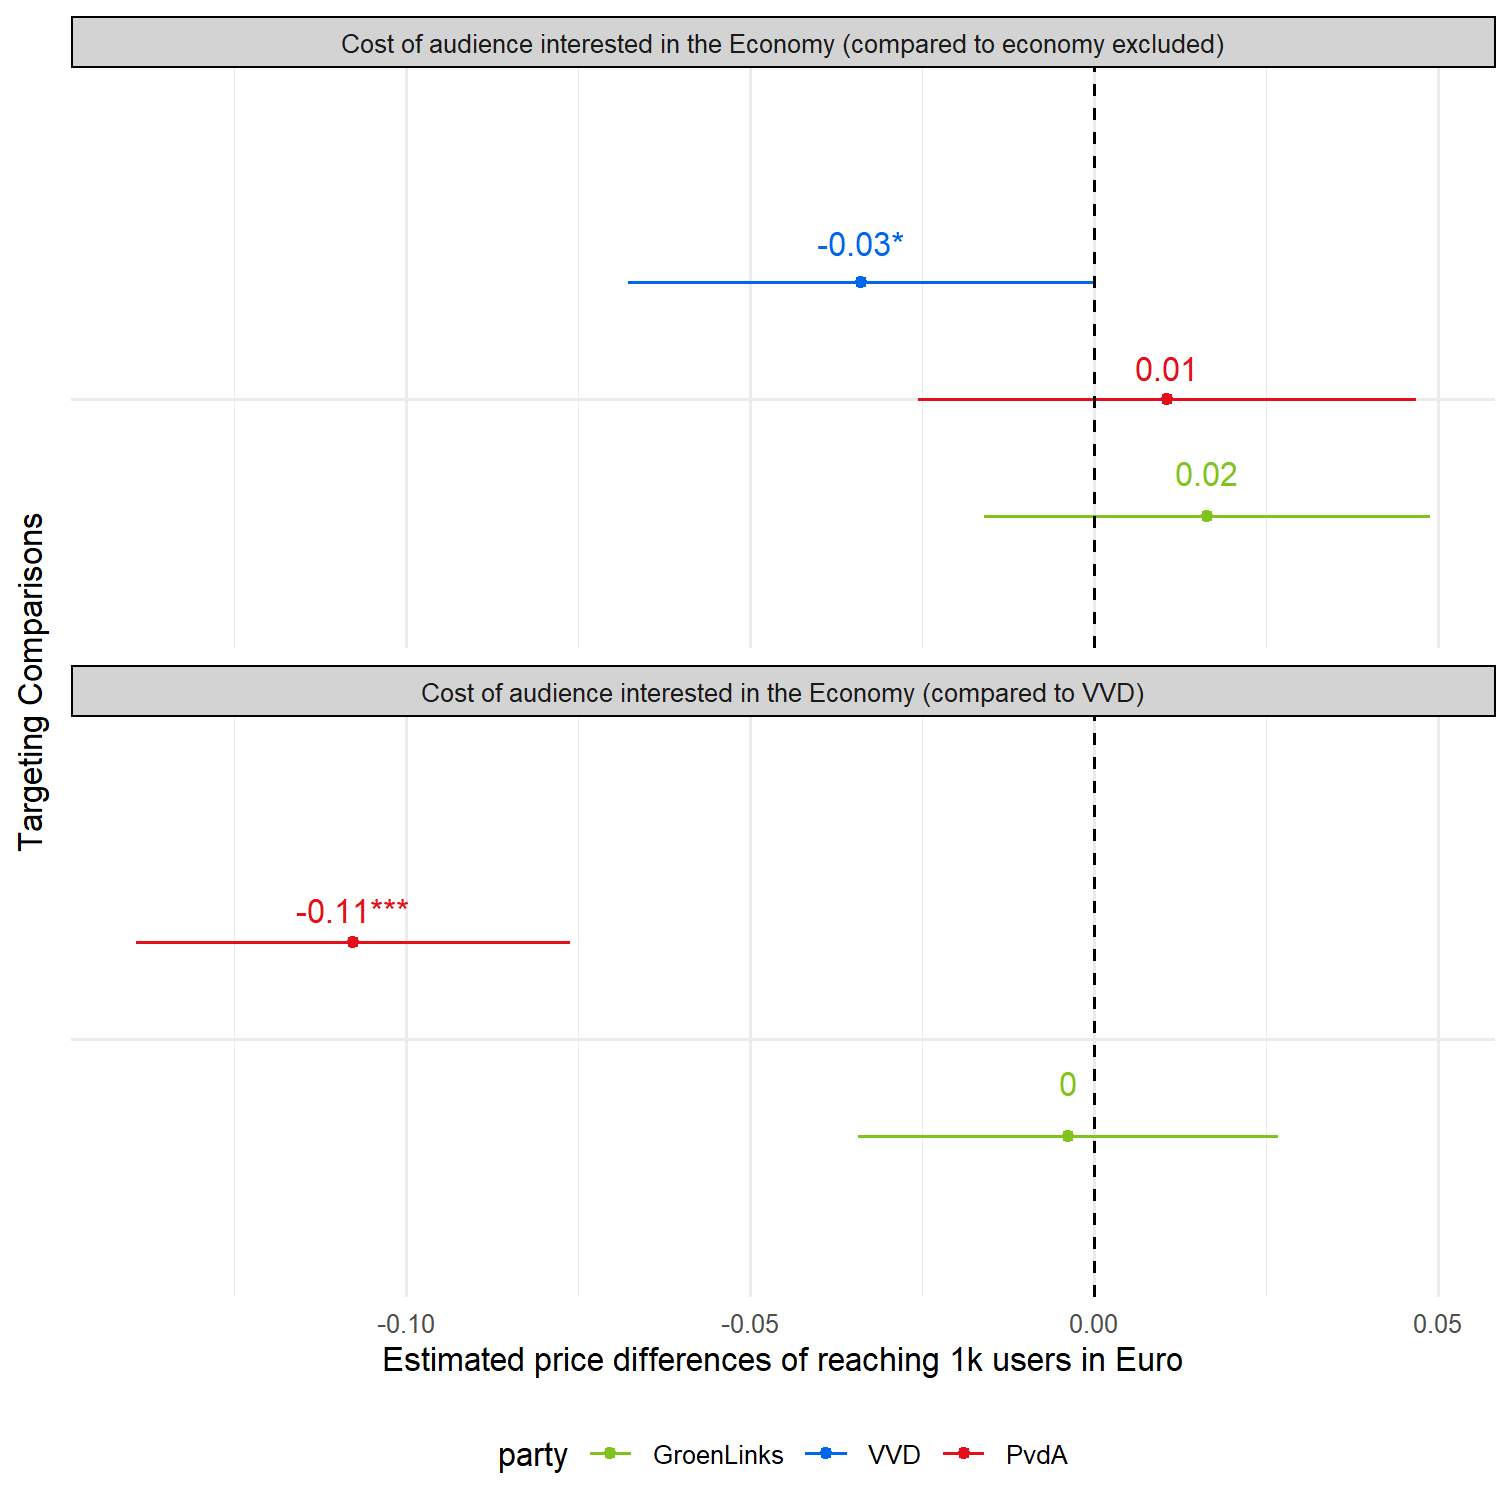 Cost of audience interested in the Economy (compared to economy excluded)
-0.03*
0.01
0.02
Targeting Comparisons
Cost of audience interested in the Economy (compared to VVD)
-0.11***
0
-0.10 -0.05 0.00 0.05
Estimated price differences of reaching 1k users in Euro
party GroenLinks VVD PvdA